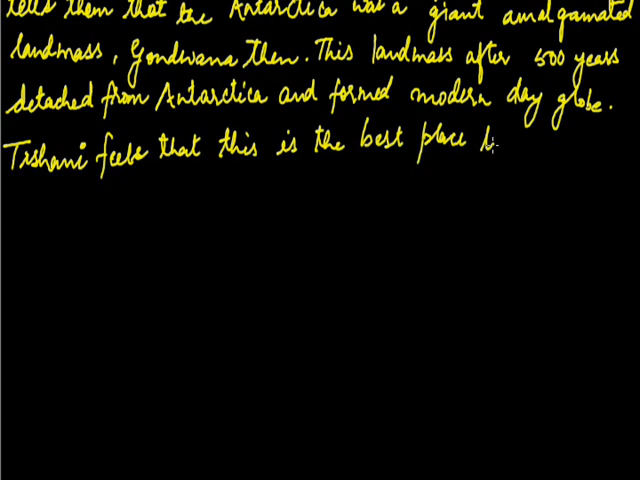 tells them that the Antarctica was a giant amalgamated
landmass, Gondwana then. This landmass after 500 years
detached from Antarctica and formed modern day globe.
Tishani feels that this is the best place